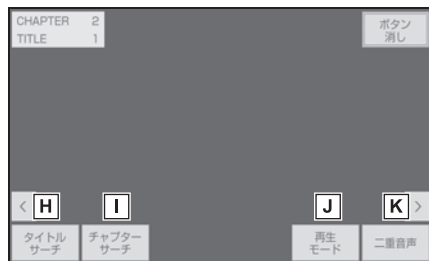 CHAPTER 2
TITLE 1
ボタン
消し
< H I J K >
タイトル
サーチ
チャプター
サーチ
再生
モード
二重音声